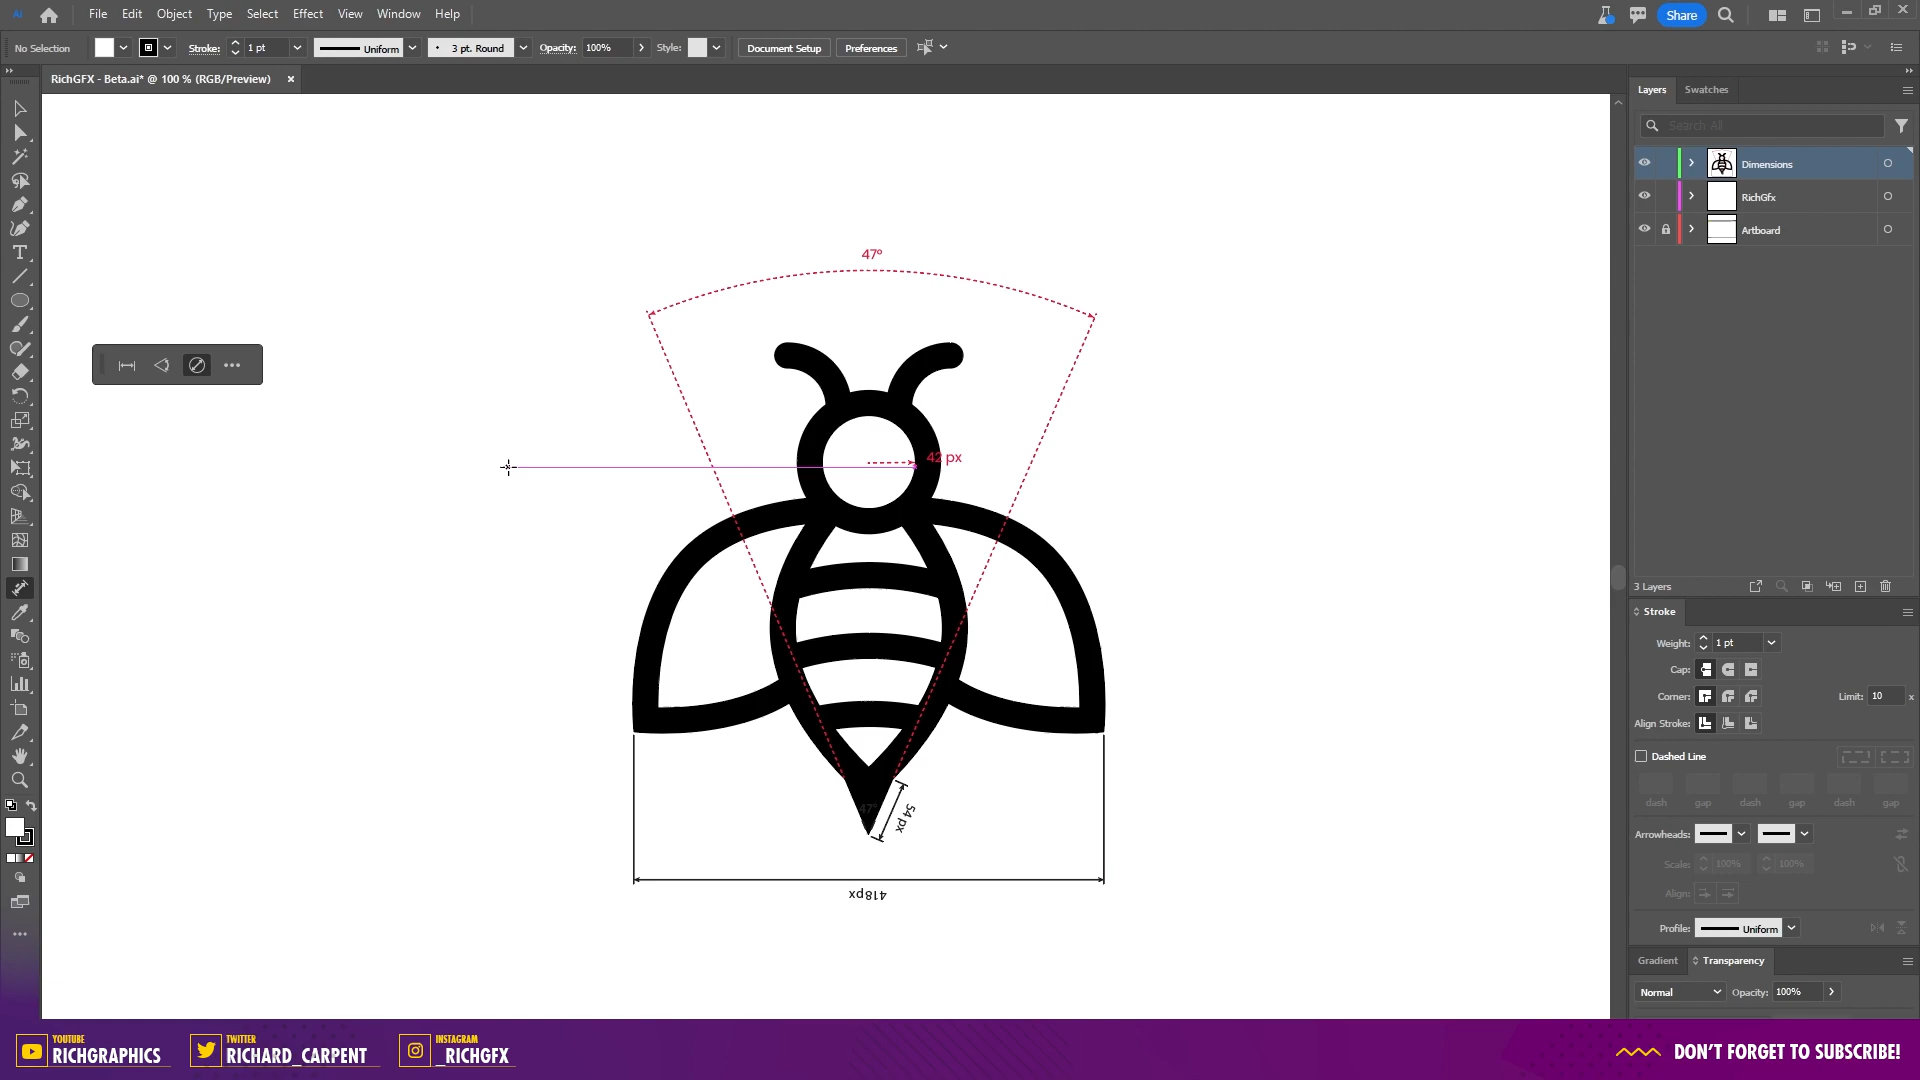 Ai File Edit Object Type Select Effect View Window Help Share
No Selection Stroke: 1 pt Uniform 3 pt. Round Opacity: 100% Style: Document Setup Preferences
RichGFX - Beta.ai* @ 100 % (RGB/Preview) ×
Layers Swatches
Search All
Dimensions
RichGfx
Artboard
47°
42 px
47°
54 px
418px
3 Layers
Stroke
Weight: 1 pt
Cap:
Corner: Limit: 10 x
Align Stroke:
Dashed Line
dash gap dash gap dash gap
Arrowheads:
Scale: 100% 100%
Align:
Profile: Uniform
Gradient Transparency
Normal Opacity: 100%
YOUTUBE
RICHGRAPHICS
TWITTER
RICHARD_CARPENT
INSTAGRAM
_RICHGFX
DON'T FORGET TO SUBSCRIBE!